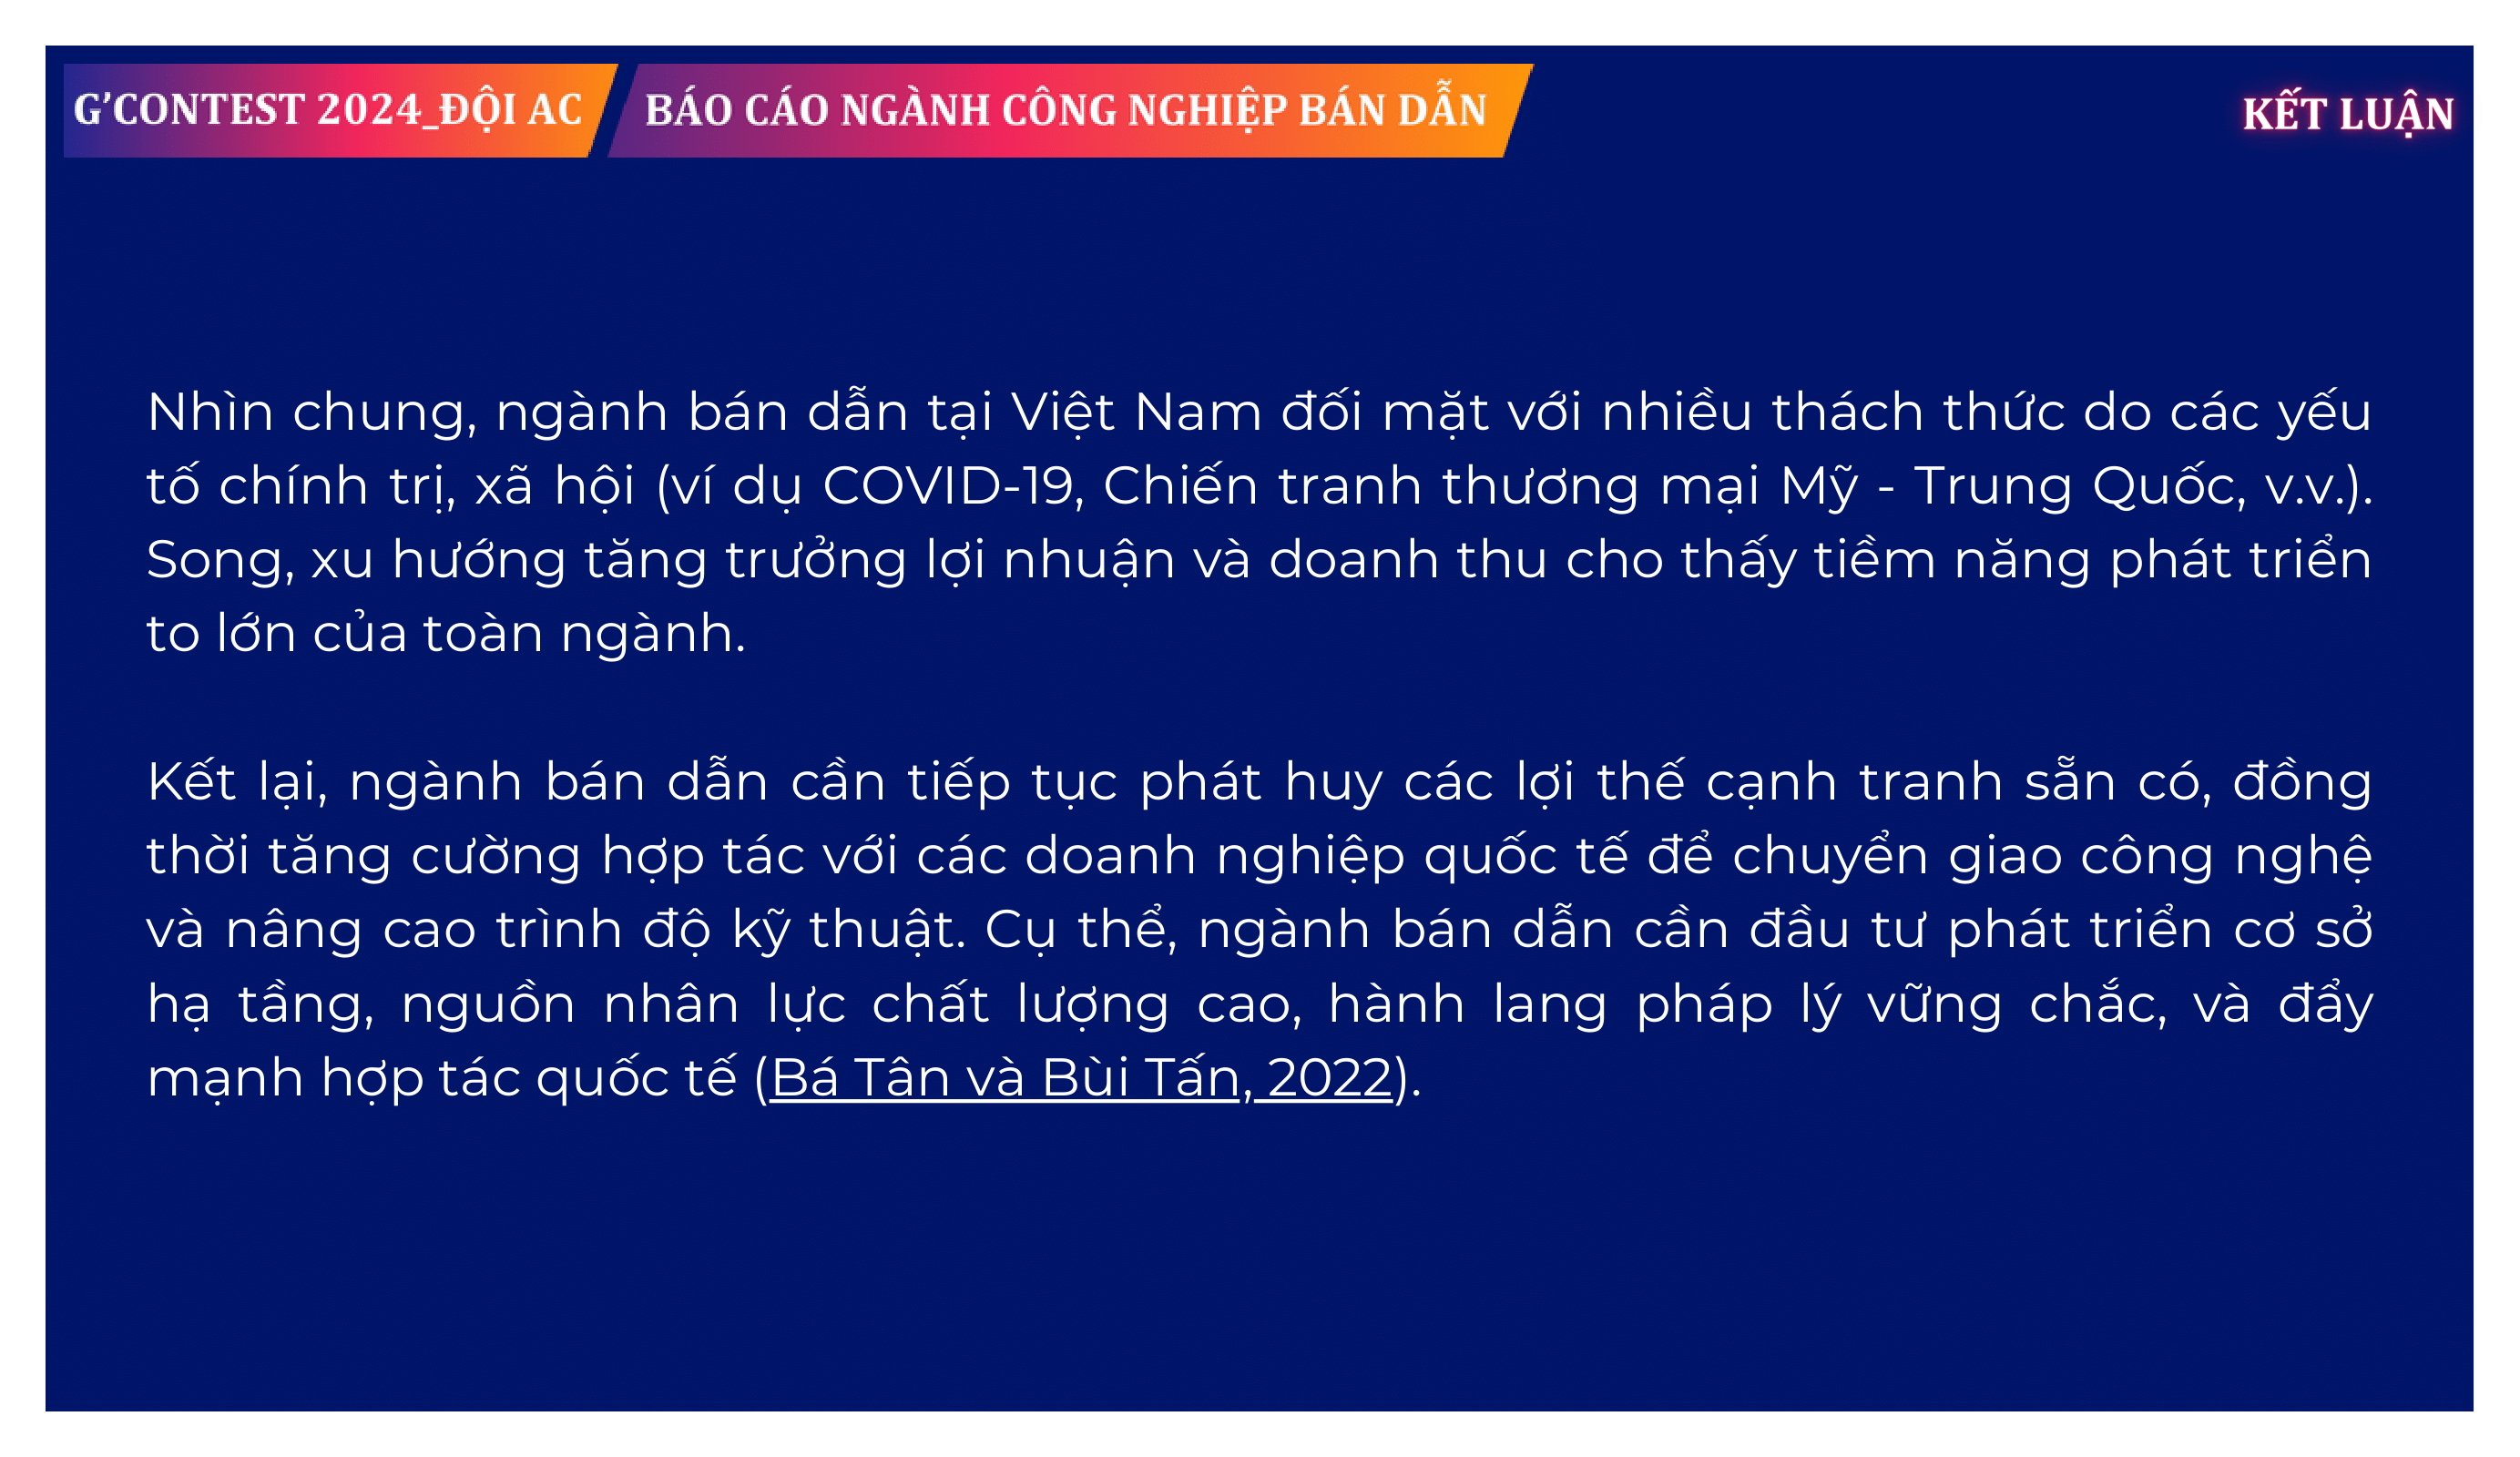 G'CONTEST 2024_ĐỘI AC
BÁO CÁO NGÀNH CÔNG NGHIỆP BÁN DẪN
KẾT LUẬN
Nhìn chung, ngành bán dẫn tại Việt Nam đối mặt với nhiều thách thức do các yếu
tố chính trị, xã hội (ví dụ COVID-19, Chiến tranh thương mại Mỹ - Trung Quốc, v.v.).
Song, xu hướng tăng trưởng lợi nhuận và doanh thu cho thấy tiềm năng phát triển
to lớn của toàn ngành.
Kết lại, ngành bán dẫn cần tiếp tục phát huy các lợi thế cạnh tranh sẵn có, đồng
thời tăng cường hợp tác với các doanh nghiệp quốc tế để chuyển giao công nghệ
và nâng cao trình độ kỹ thuật. Cụ thể, ngành bán dẫn cần đầu tư phát triển cơ sở
hạ tầng, nguồn nhân lực chất lượng cao, hành lang pháp lý vững chắc, và đẩy
mạnh hợp tác quốc tế (Bá Tân và Bùi Tấn, 2022).